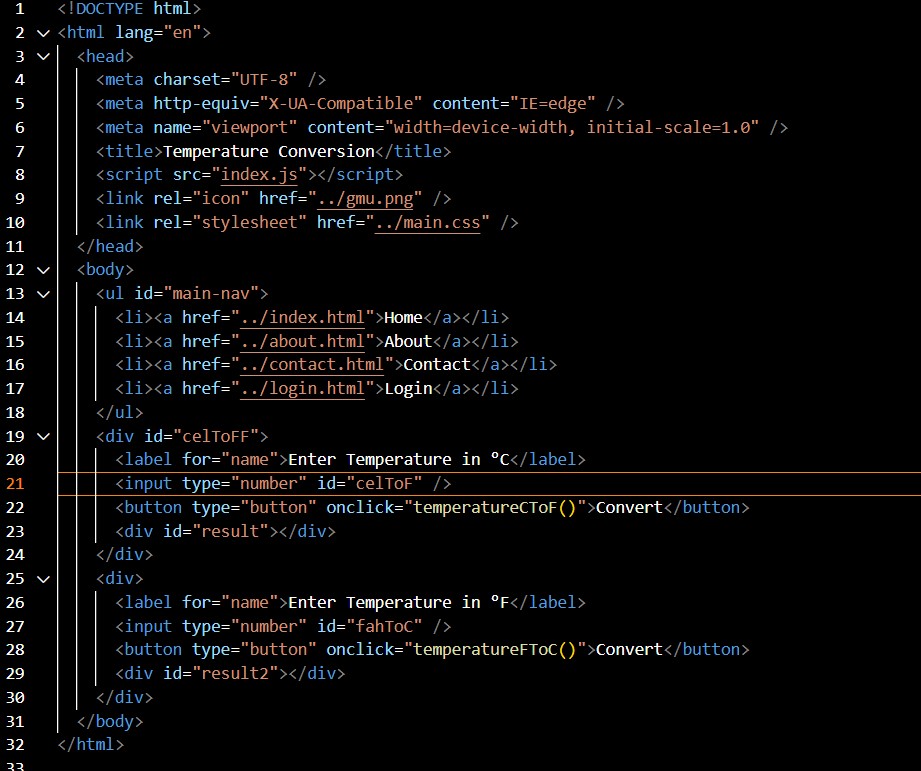 1 <!DOCTYPE html>
2 <html lang="en">
3 <head>
4 <meta charset="UTF-8" />
5 <meta http-equiv="X-UA-Compatible" content="IE=edge" />
6 <meta name="viewport" content="width=device-width, initial-scale=1.0" />
7 <title>Temperature Conversion</title>
8 <script src="index.js"></script>
9 <link rel="icon" href="../gmu.png" />
10 <link rel="stylesheet" href="../main.css" />
11 </head>
12 <body>
13 <ul id="main-nav">
14 <li><a href="../index.html">Home</a></li>
15 <li><a href="../about.html">About</a></li>
16 <li><a href="../contact.html">Contact</a></li>
17 <li><a href="../login.html">Login</a></li>
18 </ul>
19 <div id="celToFF">
20 <label for="name">Enter Temperature in °C</label>
21 <input type="number" id="celToF" />
22 <button type="button" onclick="temperatureCToF()">Convert</button>
23 <div id="result"></div>
24 </div>
25 <div>
26 <label for="name">Enter Temperature in °F</label>
27 <input type="number" id="fahToC" />
28 <button type="button" onclick="temperatureFToC()">Convert</button>
29 <div id="result2"></div>
30 </div>
31 </body>
32 </html>
33